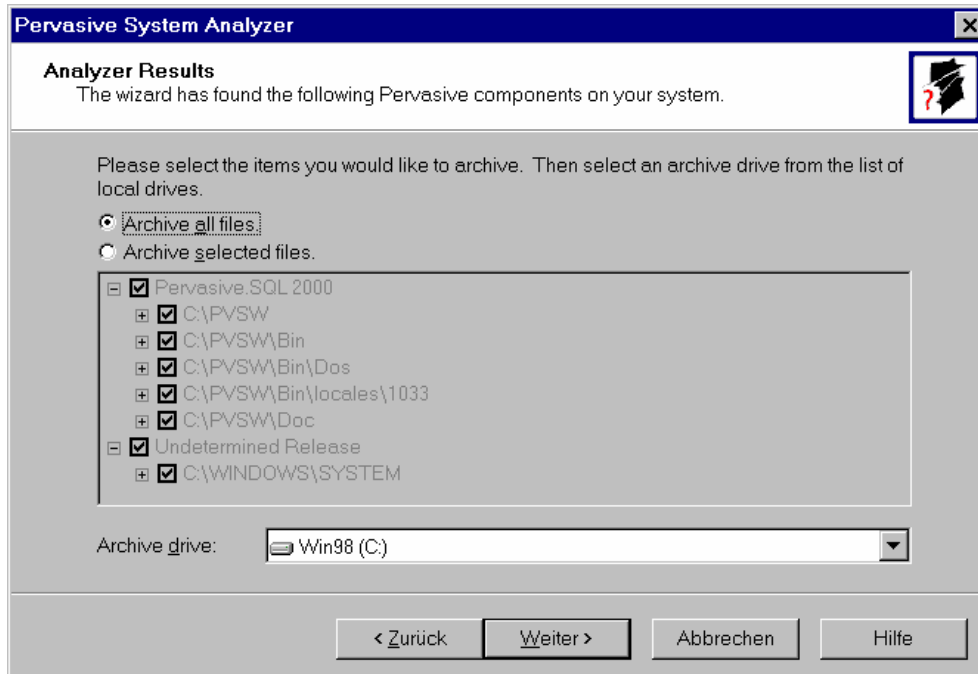 Pervasive System Analyzer
Analyzer Results
The wizard has found the following Pervasive components on your system.
?
Please select the items you would like to archive. Then select an archive drive from the list of
local drives.
Archive all files.
Archive selected files.
Pervasive.SQL 2000
C:\PVSW
C:\PVSW\Bin
C:\PVSW\Bin\Dos
C:\PVSW\Bin\locales\1033
C:\PVSW\Doc
Undetermined Release
C:\WINDOWS\SYSTEM
Archive drive: Win98 (C:)
< Zurück Weiter > Abbrechen Hilfe